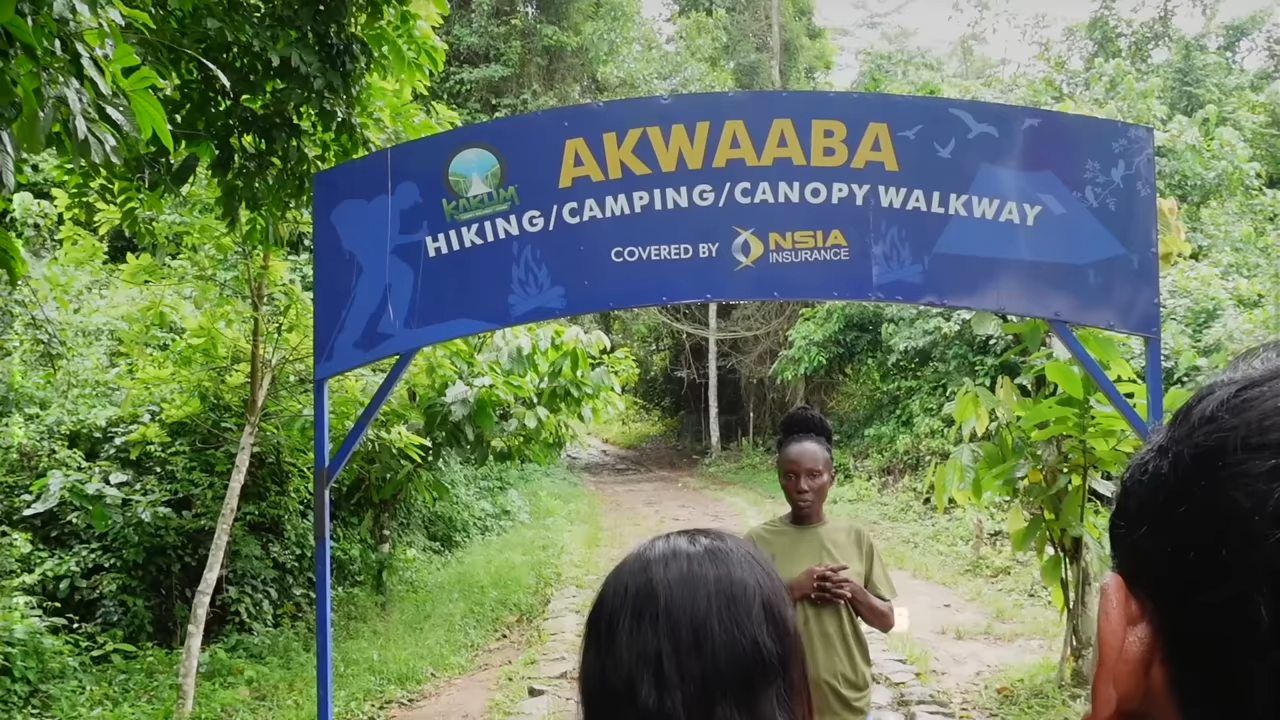 AKWAABA
KAKUM
HIKING/CAMPING/CANOPY WALKWAY
COVERED BY NSIA
INSURANCE